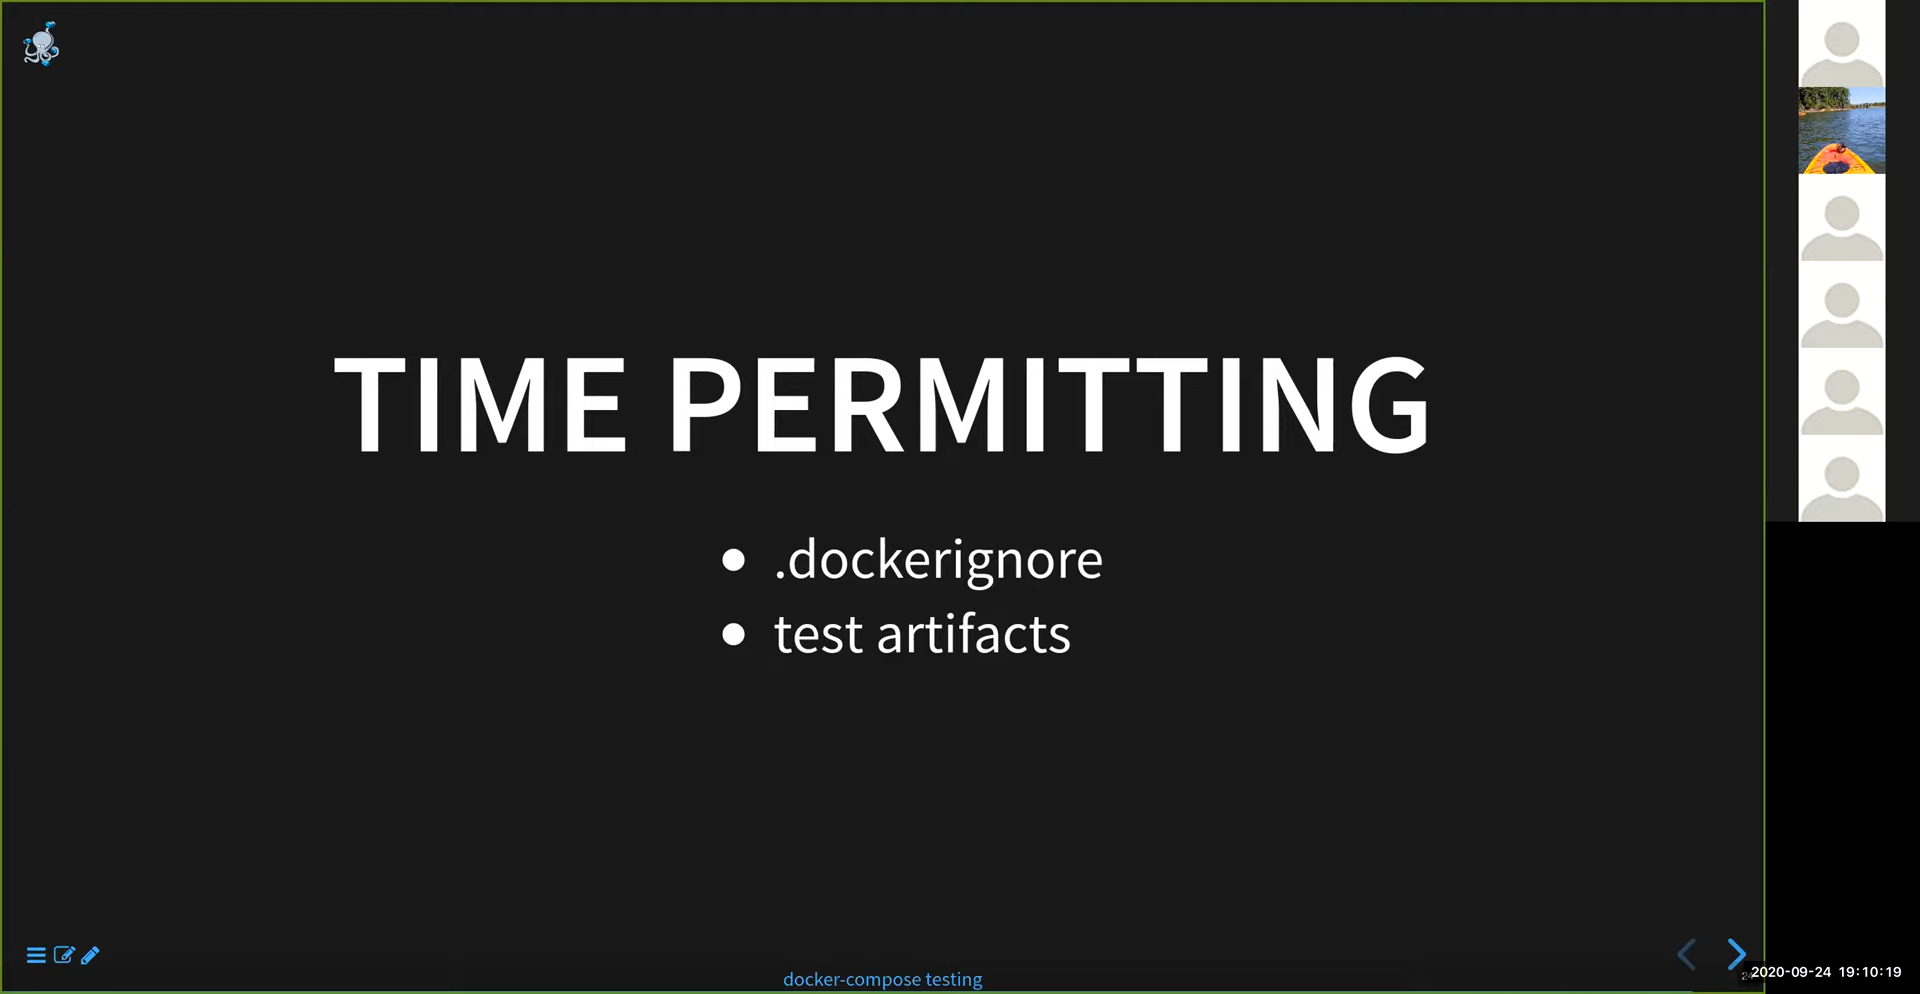 TIME PERMITTING
.dockerignore
test artifacts
docker-compose testing
2020-09-24 19:10:19